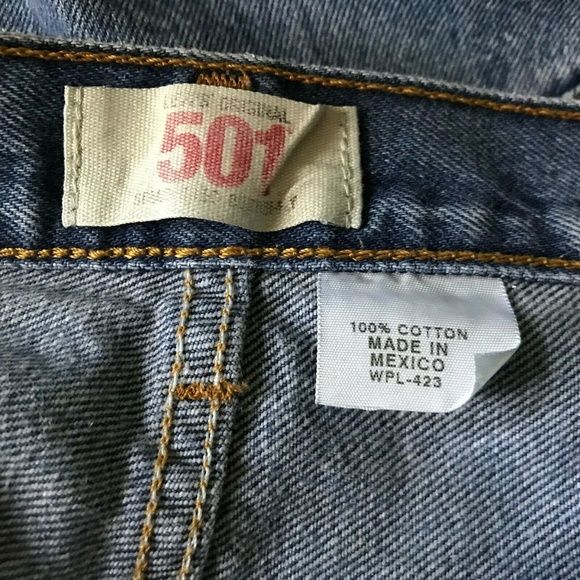 LEVI'S ORIGINAL
501
100% COTTON
MADE IN
MEXICO
WPL-423